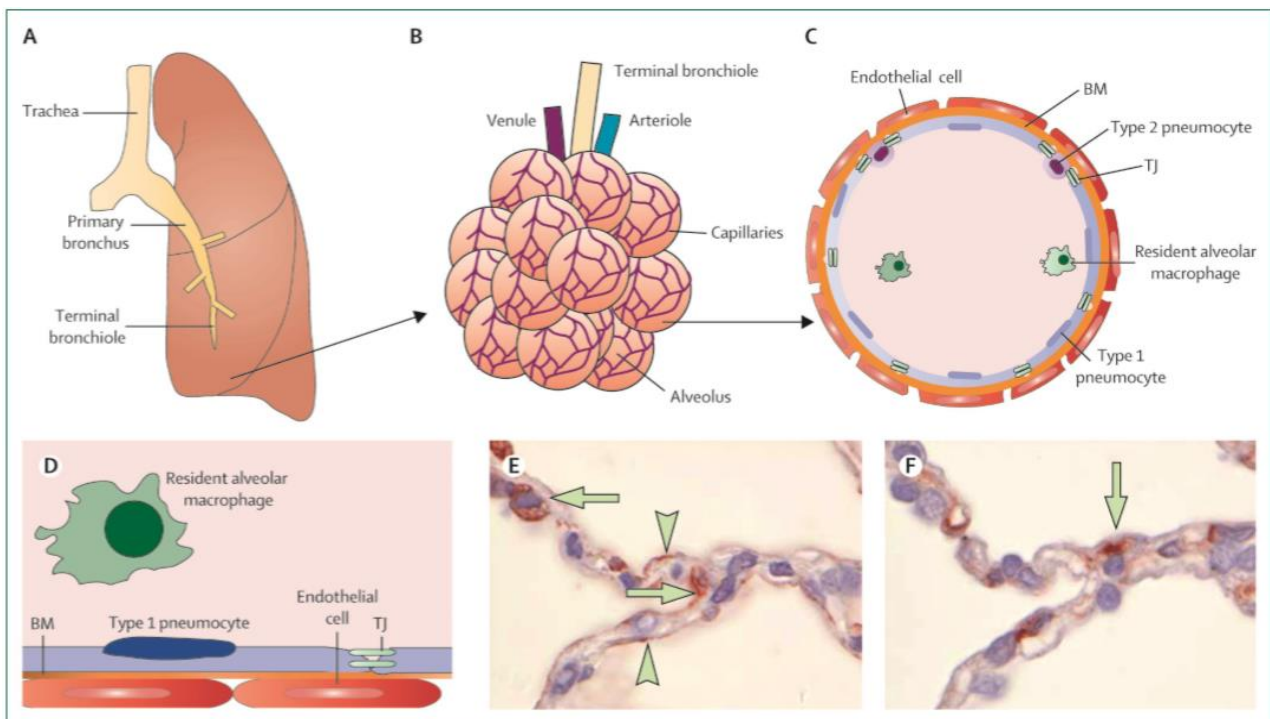 A
Trachea
Primary
bronchus
Terminal
bronchiole
B
Terminal bronchiole
Venule
Arteriole
Capillaries
Alveolus
C
Endothelial cell
BM
Type 2 pneumocyte
TJ
Resident alveolar
macrophage
Type 1
pneumocyte
D
Resident alveolar
macrophage
Endothelial
cell
TJ
BM
Type 1 pneumocyte
E
F